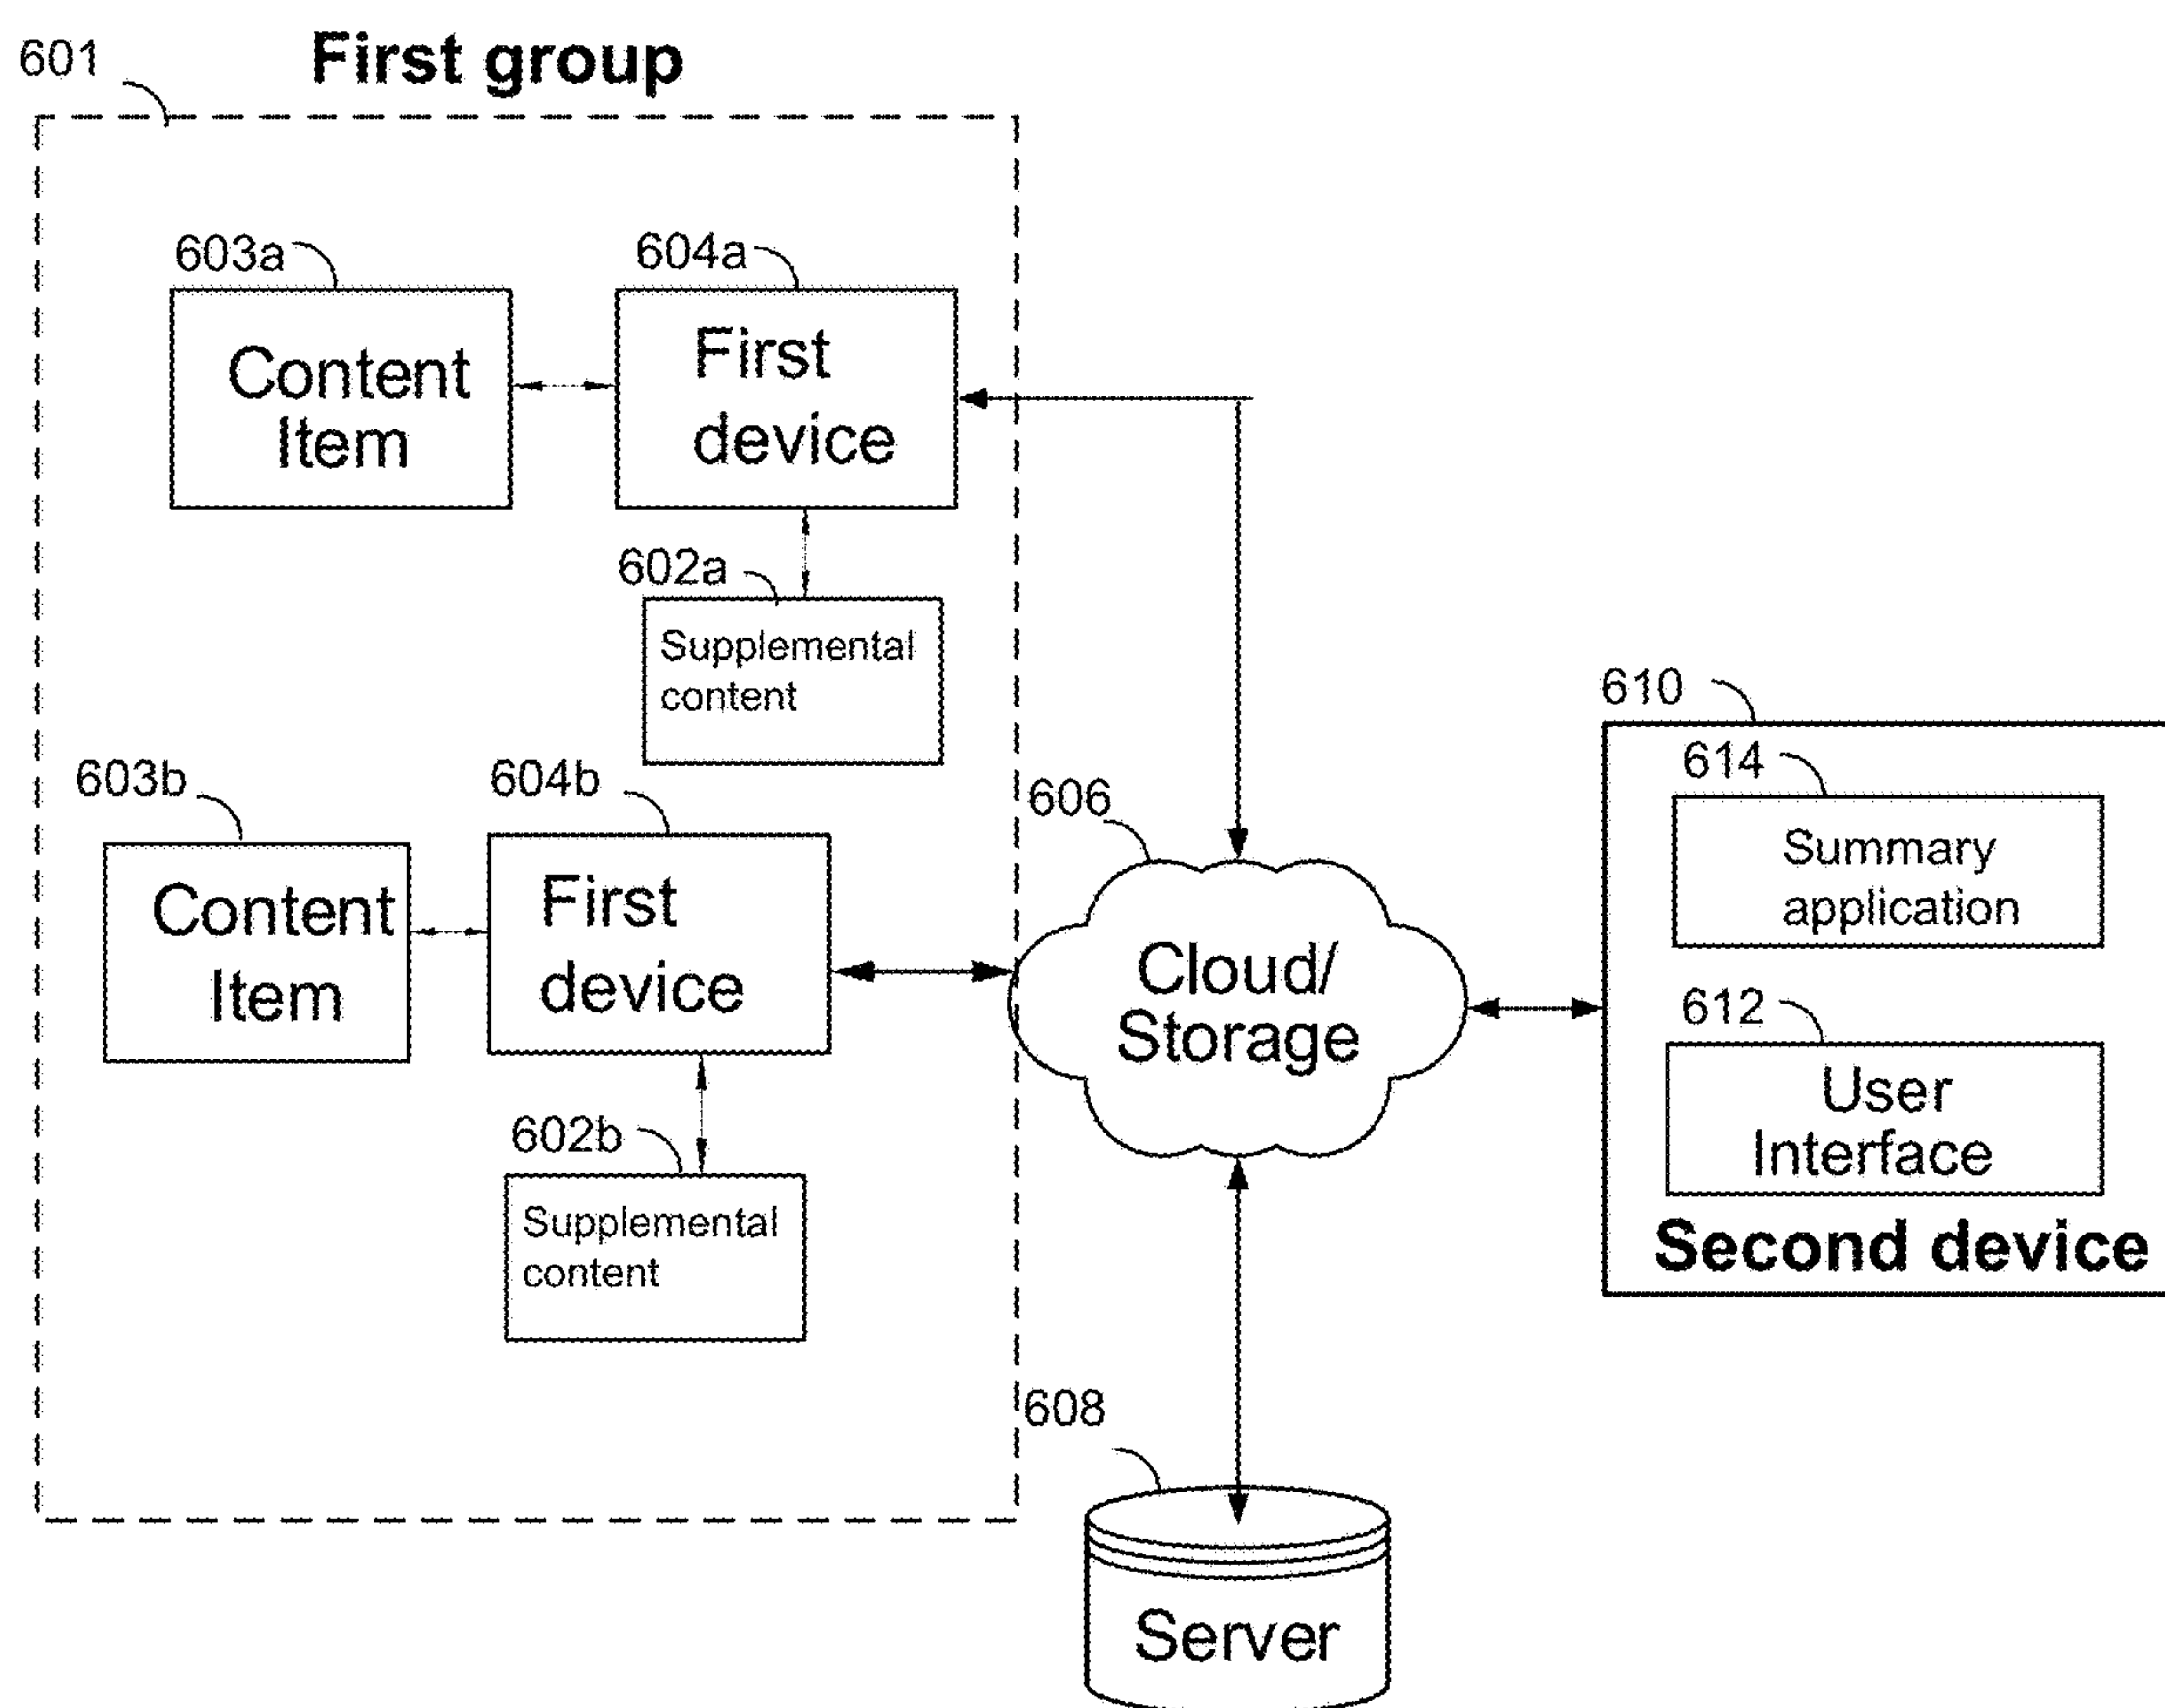 601
First group
603a
604a
Content
Item
First
device
602a
Supplemental
content
603b
604b
Content
Item
First
device
602b
Supplemental
content
606
Cloud/
Storage
608
Server
610
614
Summary
application
612
User
Interface
Second device